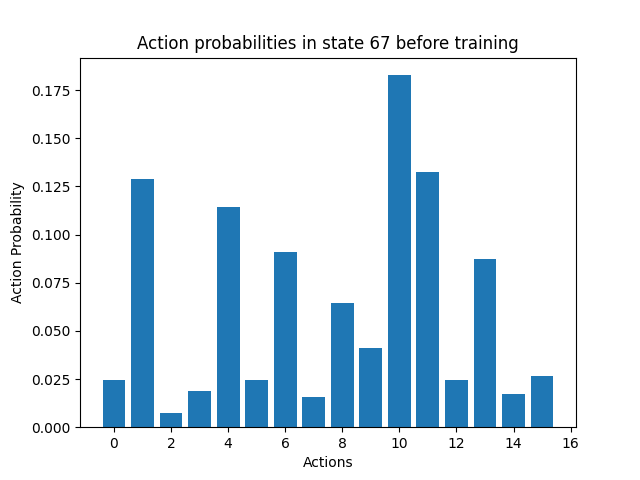 Action probabilities in state 67 before training
0.175
0.150
0.125
0.100
0.075
0.050
0.025
0.000
Action Probability
0 2 4 6 8 10 12 14 16
Actions